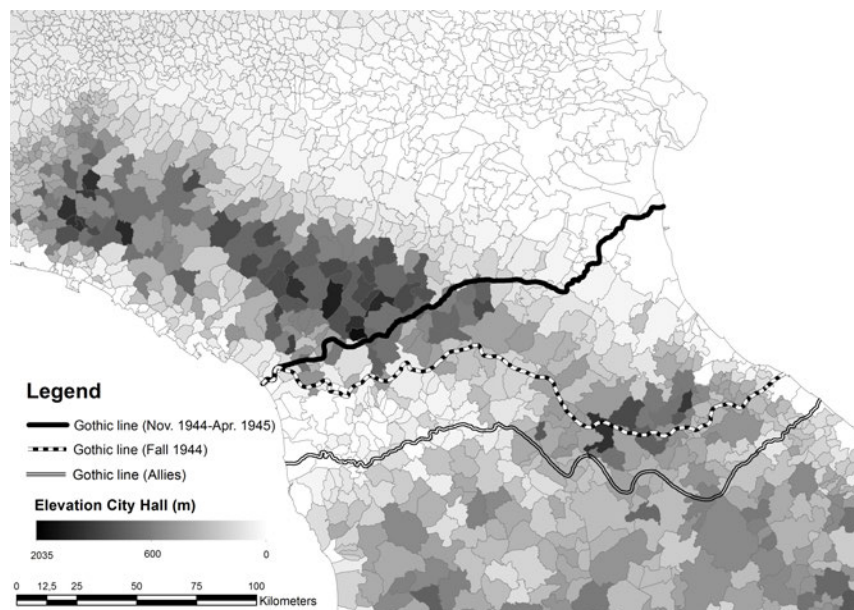 Legend
Gothic line (Nov. 1944-Apr. 1945)
Gothic line (Fall 1944)
Gothic line (Allies)
Elevation City Hall (m)
2035 600 0
0 12,5 25 50 75 100
Kilometers